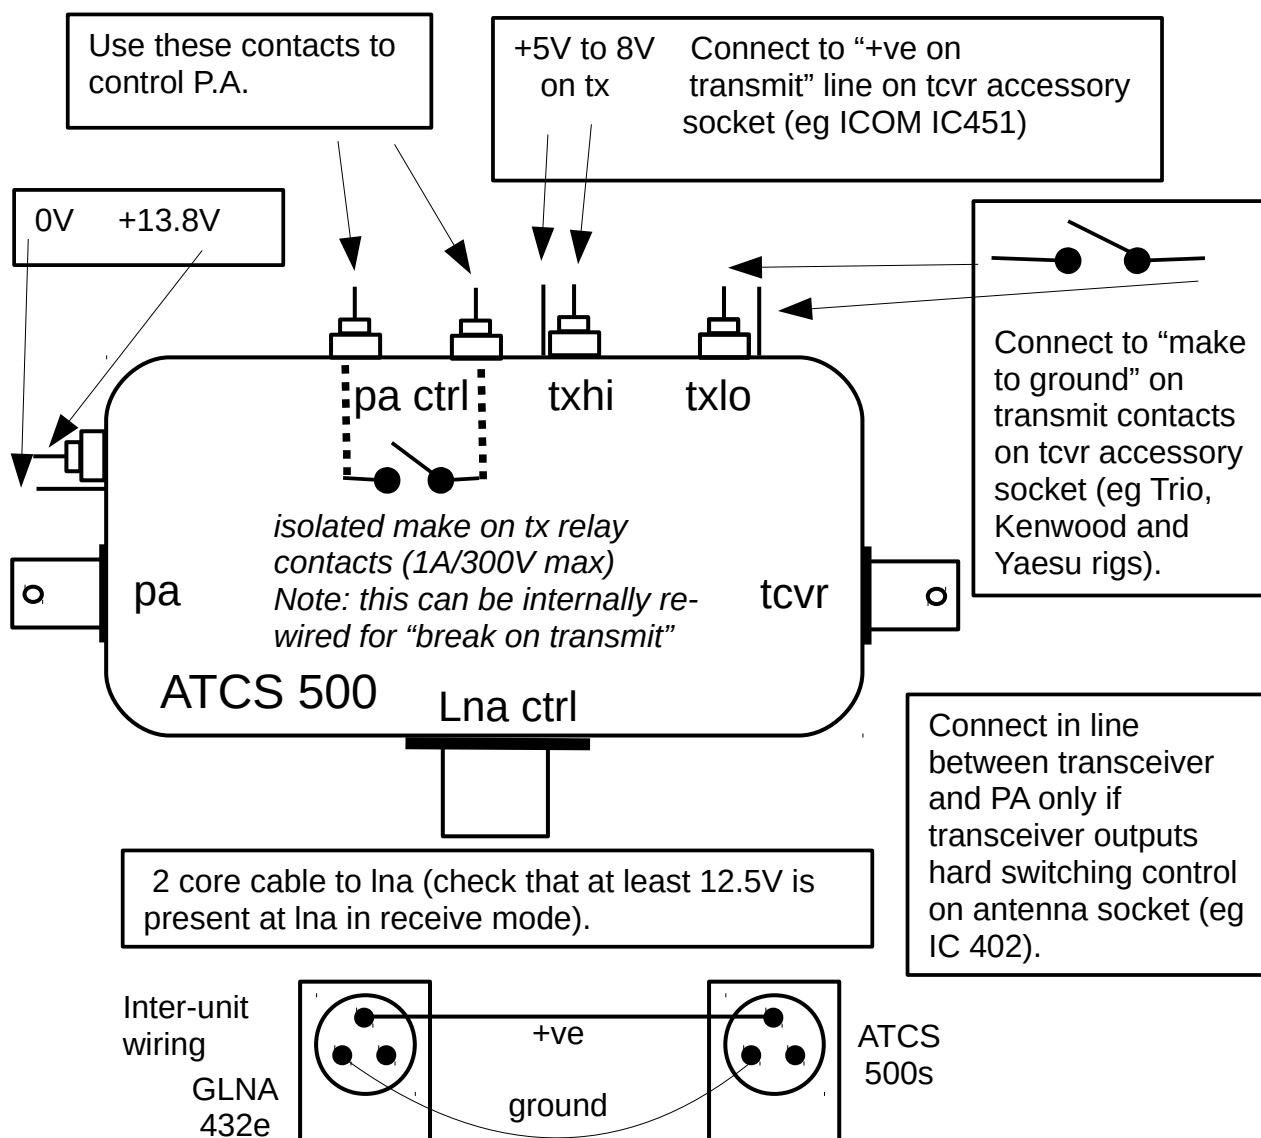 Use these contacts to
control P.A.
+5V to 8V Connect to “+ve on
on tx transmit” line on tcvr accessory
socket (eg ICOM IC451)
0V +13.8V
Connect to “make
to ground” on
transmit contacts
on tcvr accessory
socket (eg Trio,
Kenwood and
Yaesu rigs).
pa ctrl txhi txlo
isolated make on tx relay
contacts (1A/300V max)
Note: this can be internally re-
wired for “break on transmit”
pa
tcvr
ATCS 500
Lna ctrl
Connect in line
between transceiver
and PA only if
transceiver outputs
hard switching control
on antenna socket (eg
IC 402).
2 core cable to lna (check that at least 12.5V is
present at lna in receive mode).
Inter-unit
wiring
+ve
ATCS
500s
GLNA
432e
ground